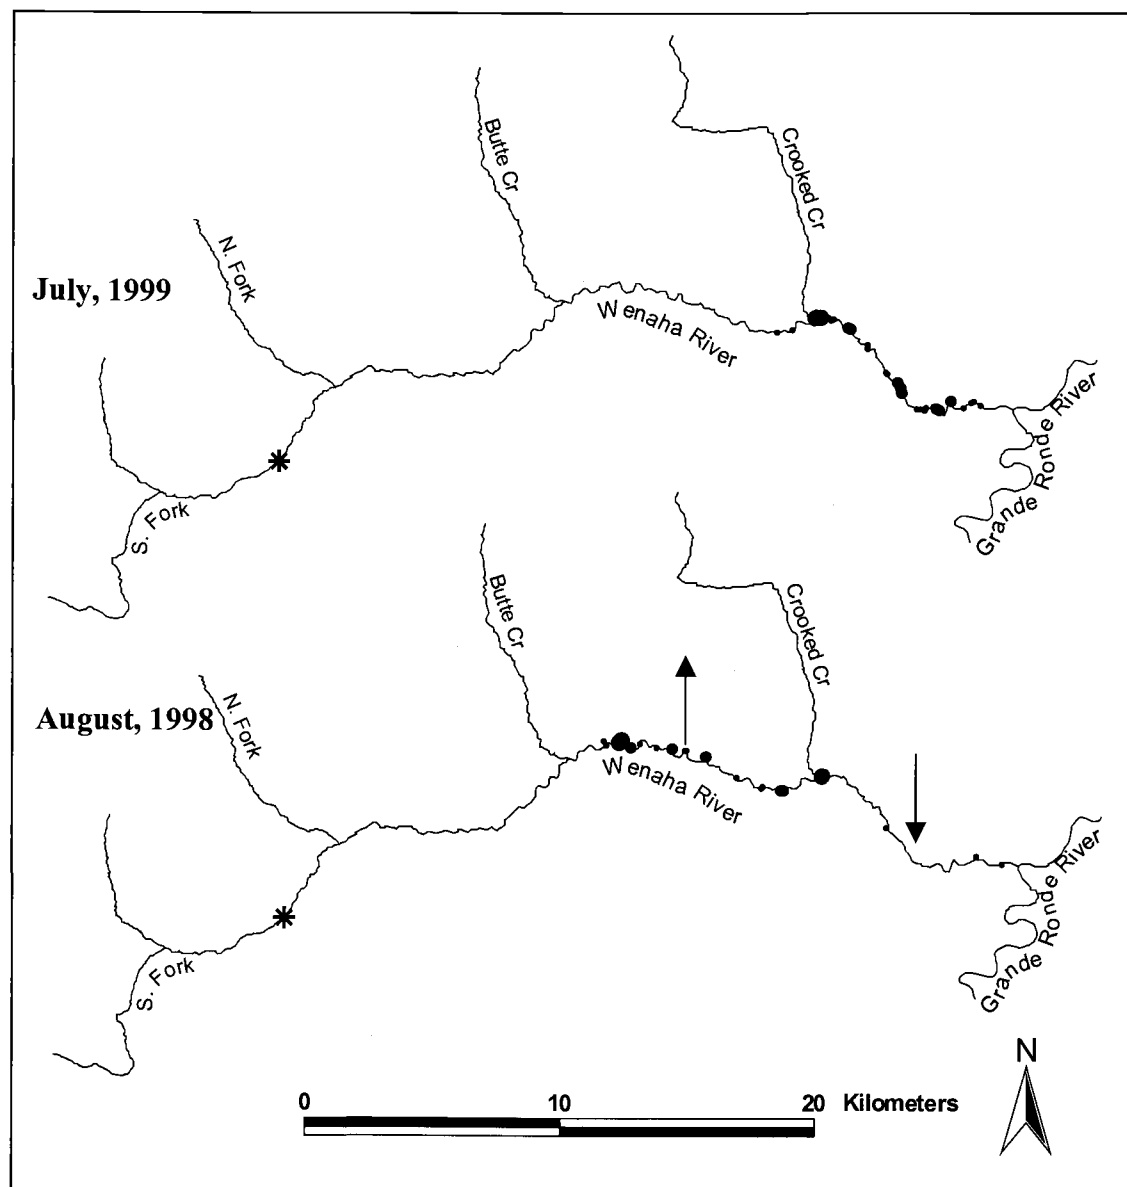 Butte Cr
Crooked Cr
N. Fork
July, 1999
Wenaha River
Grande Ronde River
S. Fork
Butte Cr
Crooked Cr
N. Fork
August, 1998
Wenaha River
Grande Ronde River
S. Fork
N
0 10 20 Kilometers